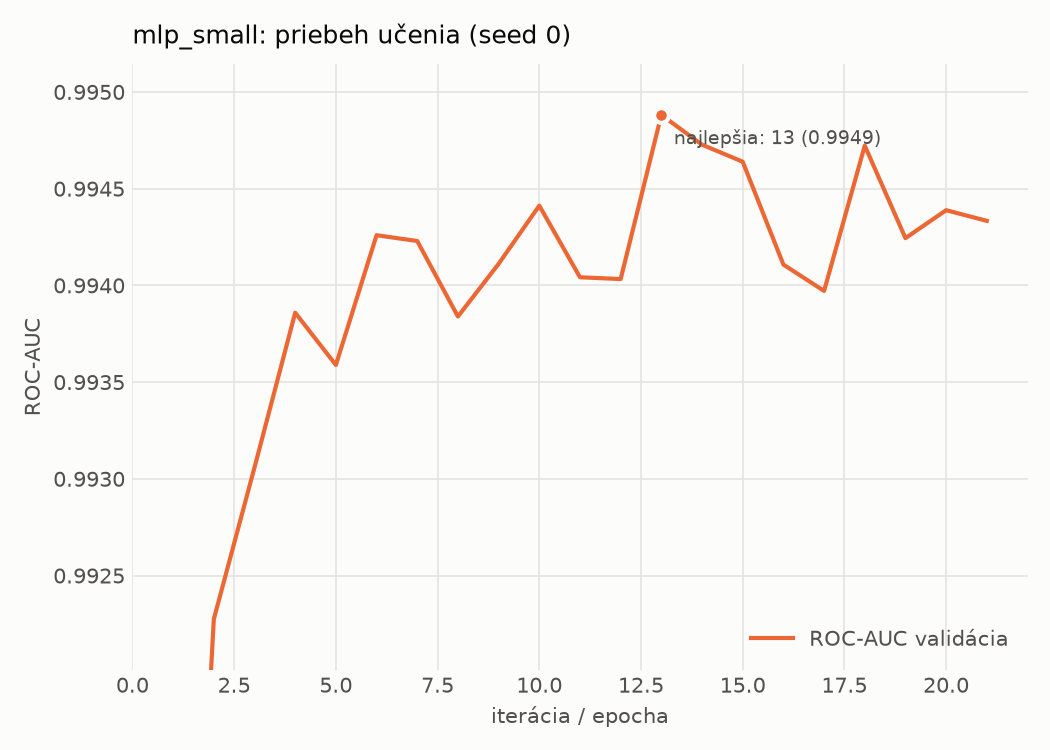 mlp_small: priebeh učenia (seed 0)
0.9950
najlepšia: 13 (0.9949)
0.9945
0.9940
0.9935
0.9930
0.9925
ROC-AUC
ROC-AUC validácia
0.0 2.5 5.0 7.5 10.0 12.5 15.0 17.5 20.0
iterácia / epocha